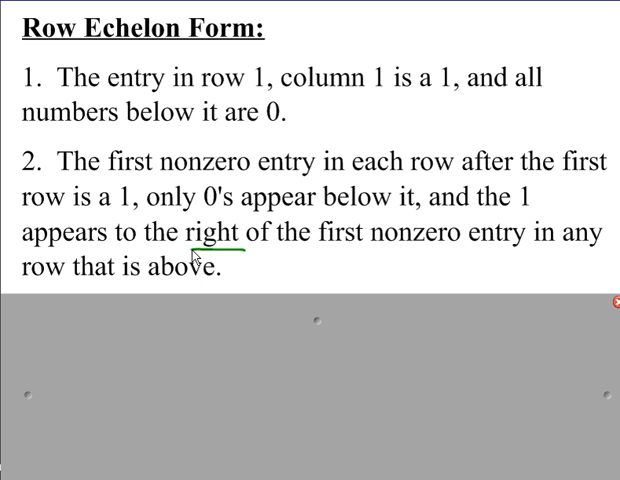 Row Echelon Form:
1. The entry in row 1, column 1 is a 1, and all
numbers below it are 0.
2. The first nonzero entry in each row after the first
row is a 1, only 0's appear below it, and the 1
appears to the right of the first nonzero entry in any
row that is above.